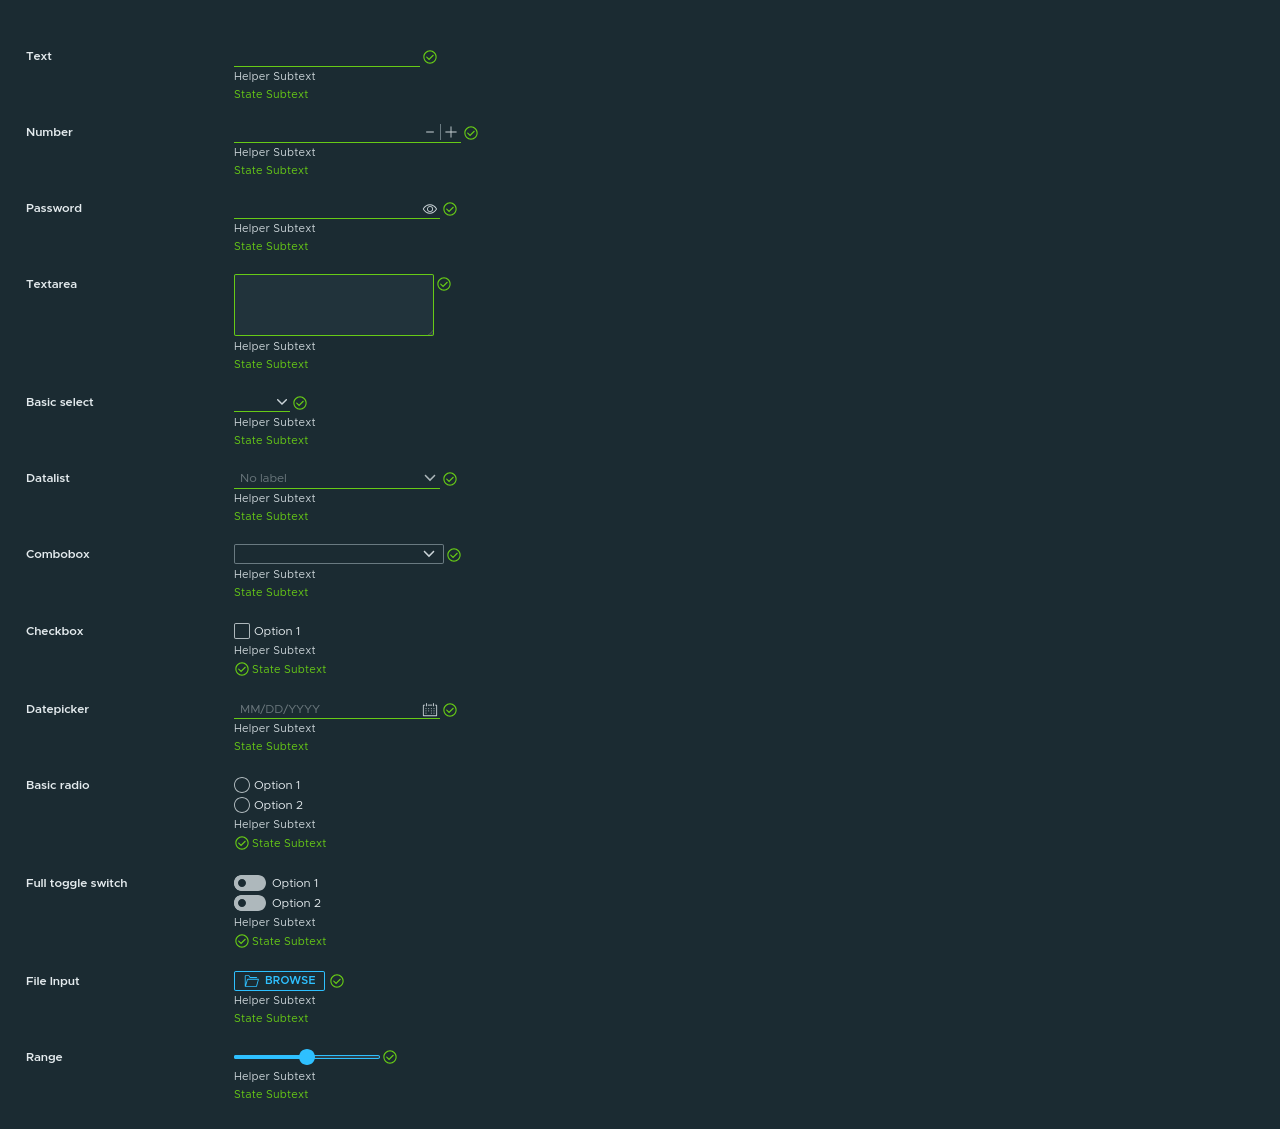 Text
Helper Subtext
State Subtext
Number
Helper Subtext
State Subtext
Password
Helper Subtext
State Subtext
Textarea
Helper Subtext
State Subtext
Basic select
Helper Subtext
State Subtext
Datalist No label
Helper Subtext
State Subtext
Combobox
Helper Subtext
State Subtext
Checkbox Option 1
Helper Subtext
State Subtext
Datepicker MM/DD/YYYY
Helper Subtext
State Subtext
Basic radio Option 1
Option 2
Helper Subtext
State Subtext
Full toggle switch Option 1
Option 2
Helper Subtext
State Subtext
File Input BROWSE
Helper Subtext
State Subtext
Range
Helper Subtext
State Subtext